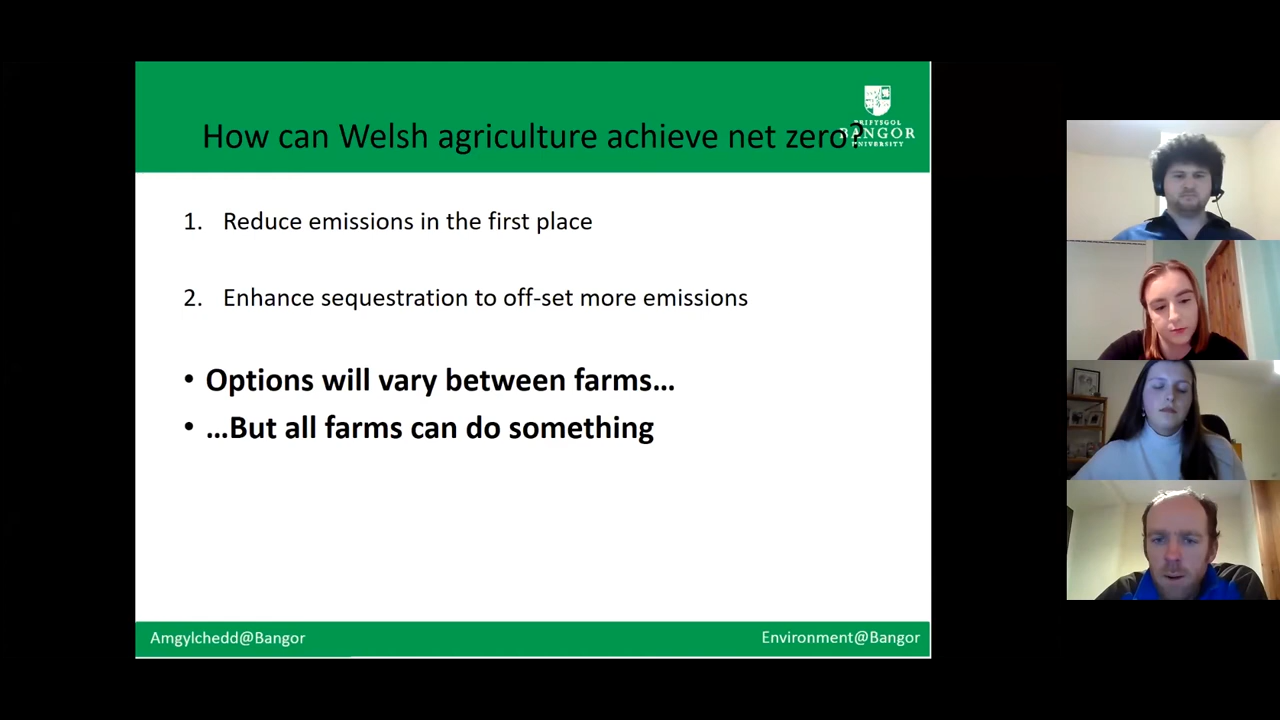 How can Welsh agriculture achieve net zero?
PRIFYSGOL
BANGOR
UNIVERSITY
1. Reduce emissions in the first place
2. Enhance sequestration to off-set more emissions
• Options will vary between farms...
• ...But all farms can do something
Amgylchedd@Bangor
Environment@Bangor